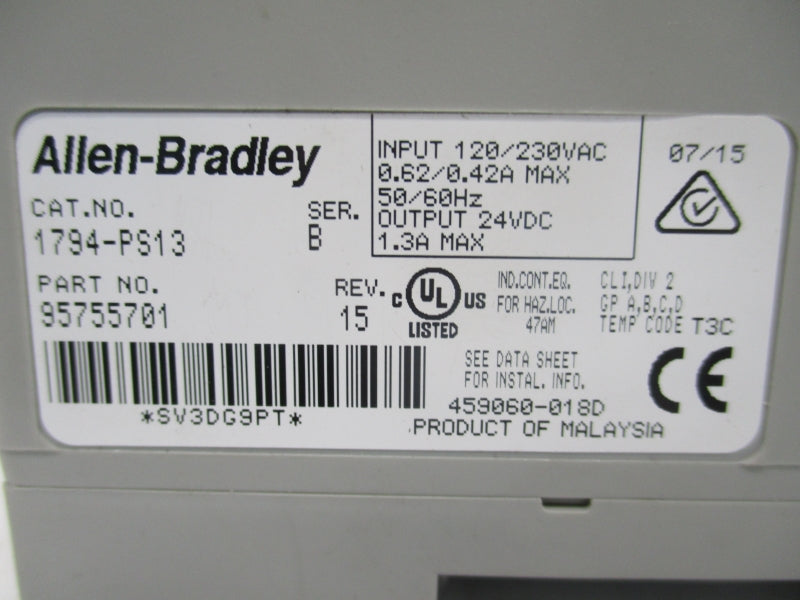 Allen-Bradley
CAT.NO.
1794-PS13
SER.
B
PART NO.
95755701
REV.
15
INPUT 120/230VAC
0.62/0.42A MAX
50/60Hz
OUTPUT 24VDC
1.3A MAX
07/15
C UL US
LISTED
IND.CONT.EQ.
FOR HAZ.LOC.
47AM
CL I,DIV 2
GP A,B,C,D
TEMP CODE T3C
SEE DATA SHEET
FOR INSTAL. INFO.
CE
*SV3DG9PT*
459060-018D
PRODUCT OF MALAYSIA